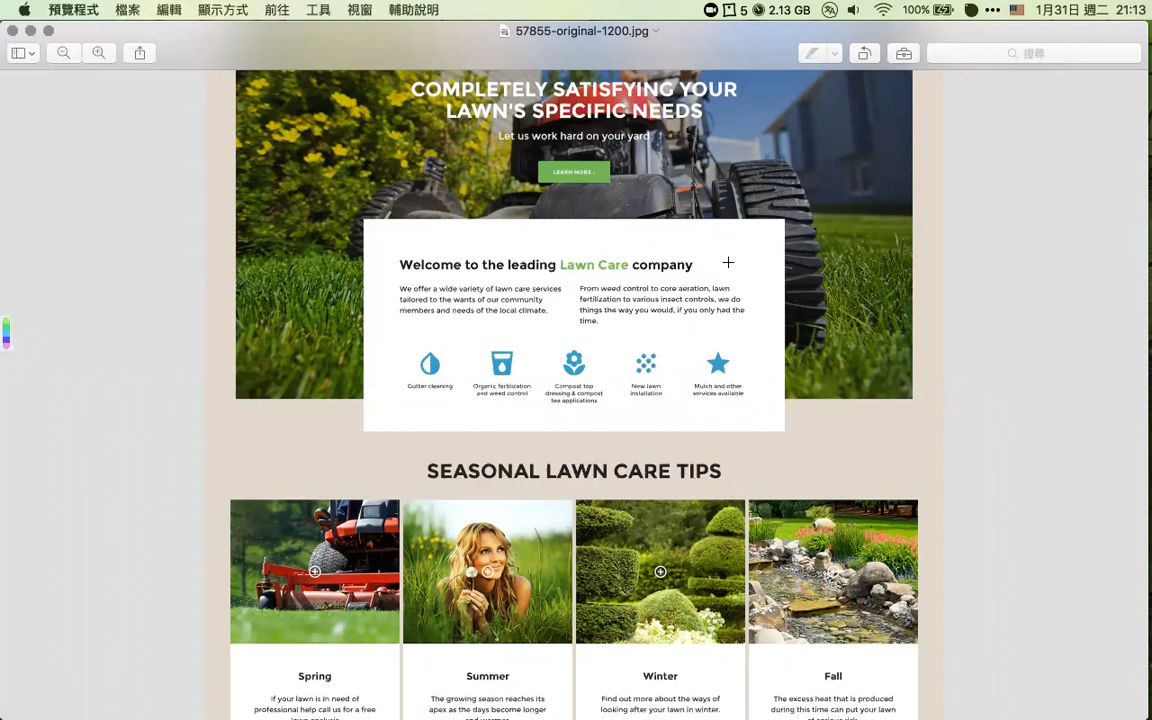 預覽程式 檔案 編輯 顯示方式 前往 工具 視窗 輔助說明 5 2.13 GB 100% 1月31日 週二 21:13
57855-original-1200.jpg
搜尋
COMPLETELY SATISFYING YOUR
LAWN'S SPECIFIC NEEDS
Let us work hard on your yard
LEARN MORE ›
Welcome to the leading Lawn Care company
We offer a wide variety of lawn care services
tailored to the wants of our community
members and needs of the local climate.
From weed control to core aeration, lawn
fertilization to various insect controls, we do
things the way you would, if you only had the
time.
Gutter cleaning
Organic fertilization
and weed control
Compost top
dressing & compost
tea applications
New lawn
installation
Mulch and other
services available
SEASONAL LAWN CARE TIPS
Spring
If your lawn is in need of
professional help call us for a free
Summer
The growing season reaches its
apex as the days become longer
Winter
Find out more about the ways of
looking after your lawn in winter.
Fall
The excess heat that is produced
during this time can put your lawn